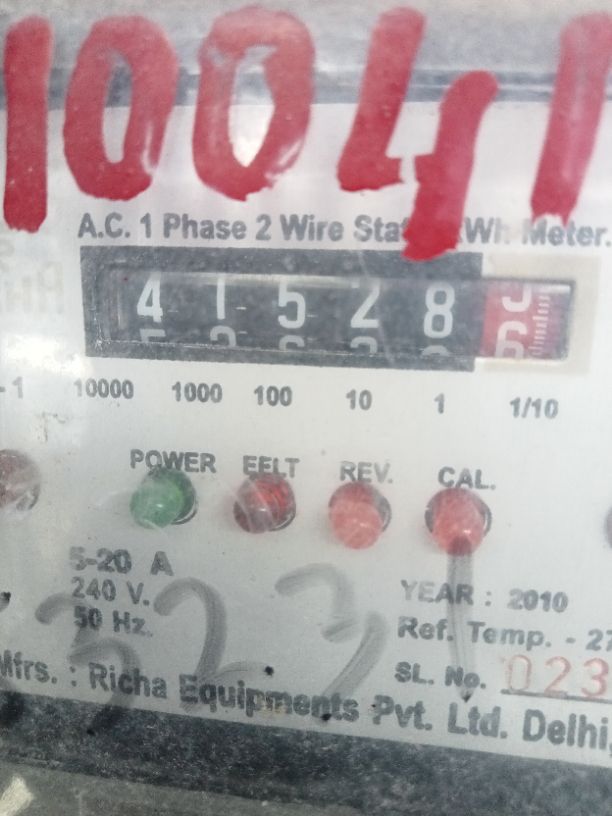 10041
A.C. 1 Phase 2 Wire Sta Wh Meter.
4 1 5 2 8
6
-1 10000 1000 100 10 1 1/10
POWER EELT REV. CAL.
5-20 A
240 V.
50 Hz.
YEAR : 2010
Ref. Temp. - 27
SL. No. 023
3231
Mfrs. : Richa Equipments Pvt. Ltd. Delhi,